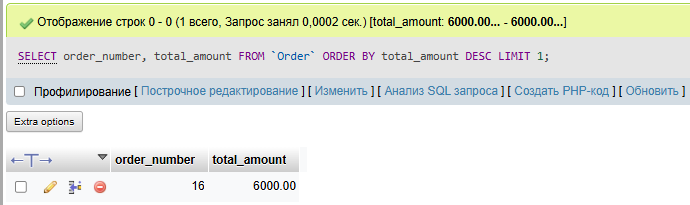 Отображение строк 0 - 0 (1 всего, Запрос занял 0,0002 сек.) [total_amount: 6000.00... - 6000.00...]
SELECT order_number, total_amount FROM `Order` ORDER BY total_amount DESC LIMIT 1;
Профилирование [ Построчное редактирование ] [ Изменить ] [ Анализ SQL запроса ] [ Создать PHP-код ] [ Обновить ]
Extra options
←T→ order_number total_amount
16 6000.00